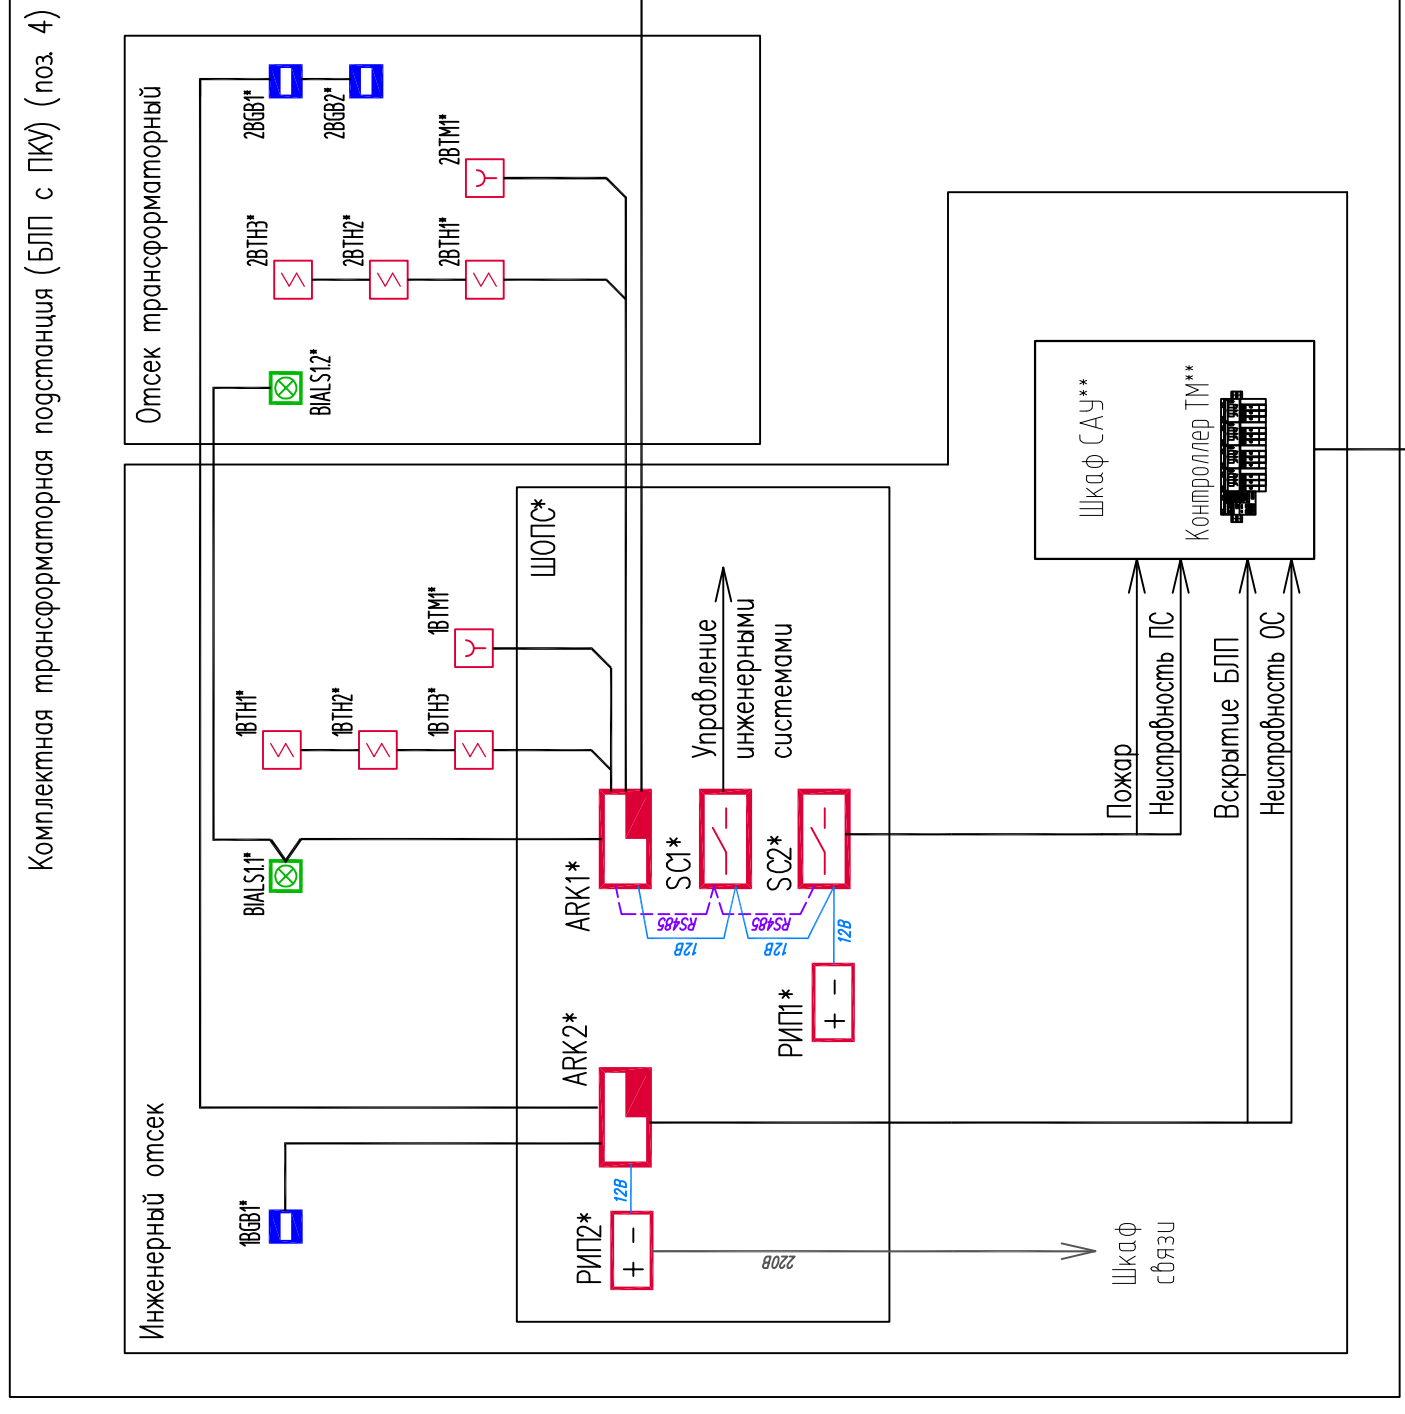 Комплектная трансформаторная подстанция (БЛП с ПКУ) (поз. 4)
Инженерный отсек
Отсек трансформаторный
2BGB1*
2BGB2*
2BTM1*
2BTH3*
2BTH2*
2BTH1*
BIALS1.2*
1BTH1*
1BTH2*
1BTH3*
1BTM1*
BIALS1.1*
1BGB1*
ШОПС*
ARK1*
SC1*
SC2*
RS485
RS485
12В
12В
12В
РИП1*
ARK2*
12В
РИП2*
220В
Шкаф
связи
Управление
инженерными
системами
Пожар
Неисправность ПС
Вскрытие БЛП
Неисправность ОС
Шкаф САУ**
Контроллер ТМ**